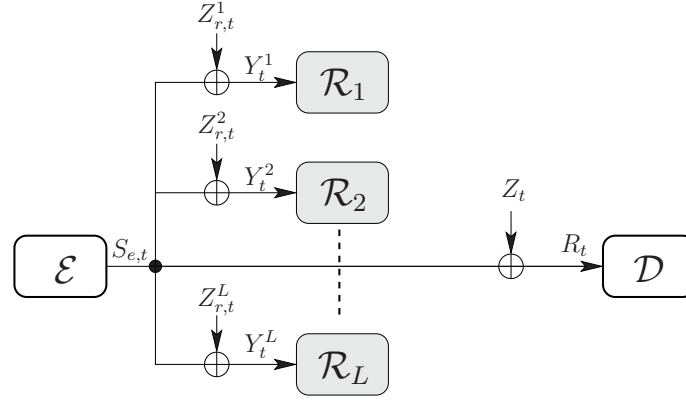 Z^1_{r,t}
Y^1_t
ℛ_1
Z^2_{r,t}
Y^2_t
ℛ_2
Z_t
ℰ
S_{e,t}
R_t
𝒟
Z^L_{r,t}
Y^L_t
ℛ_L